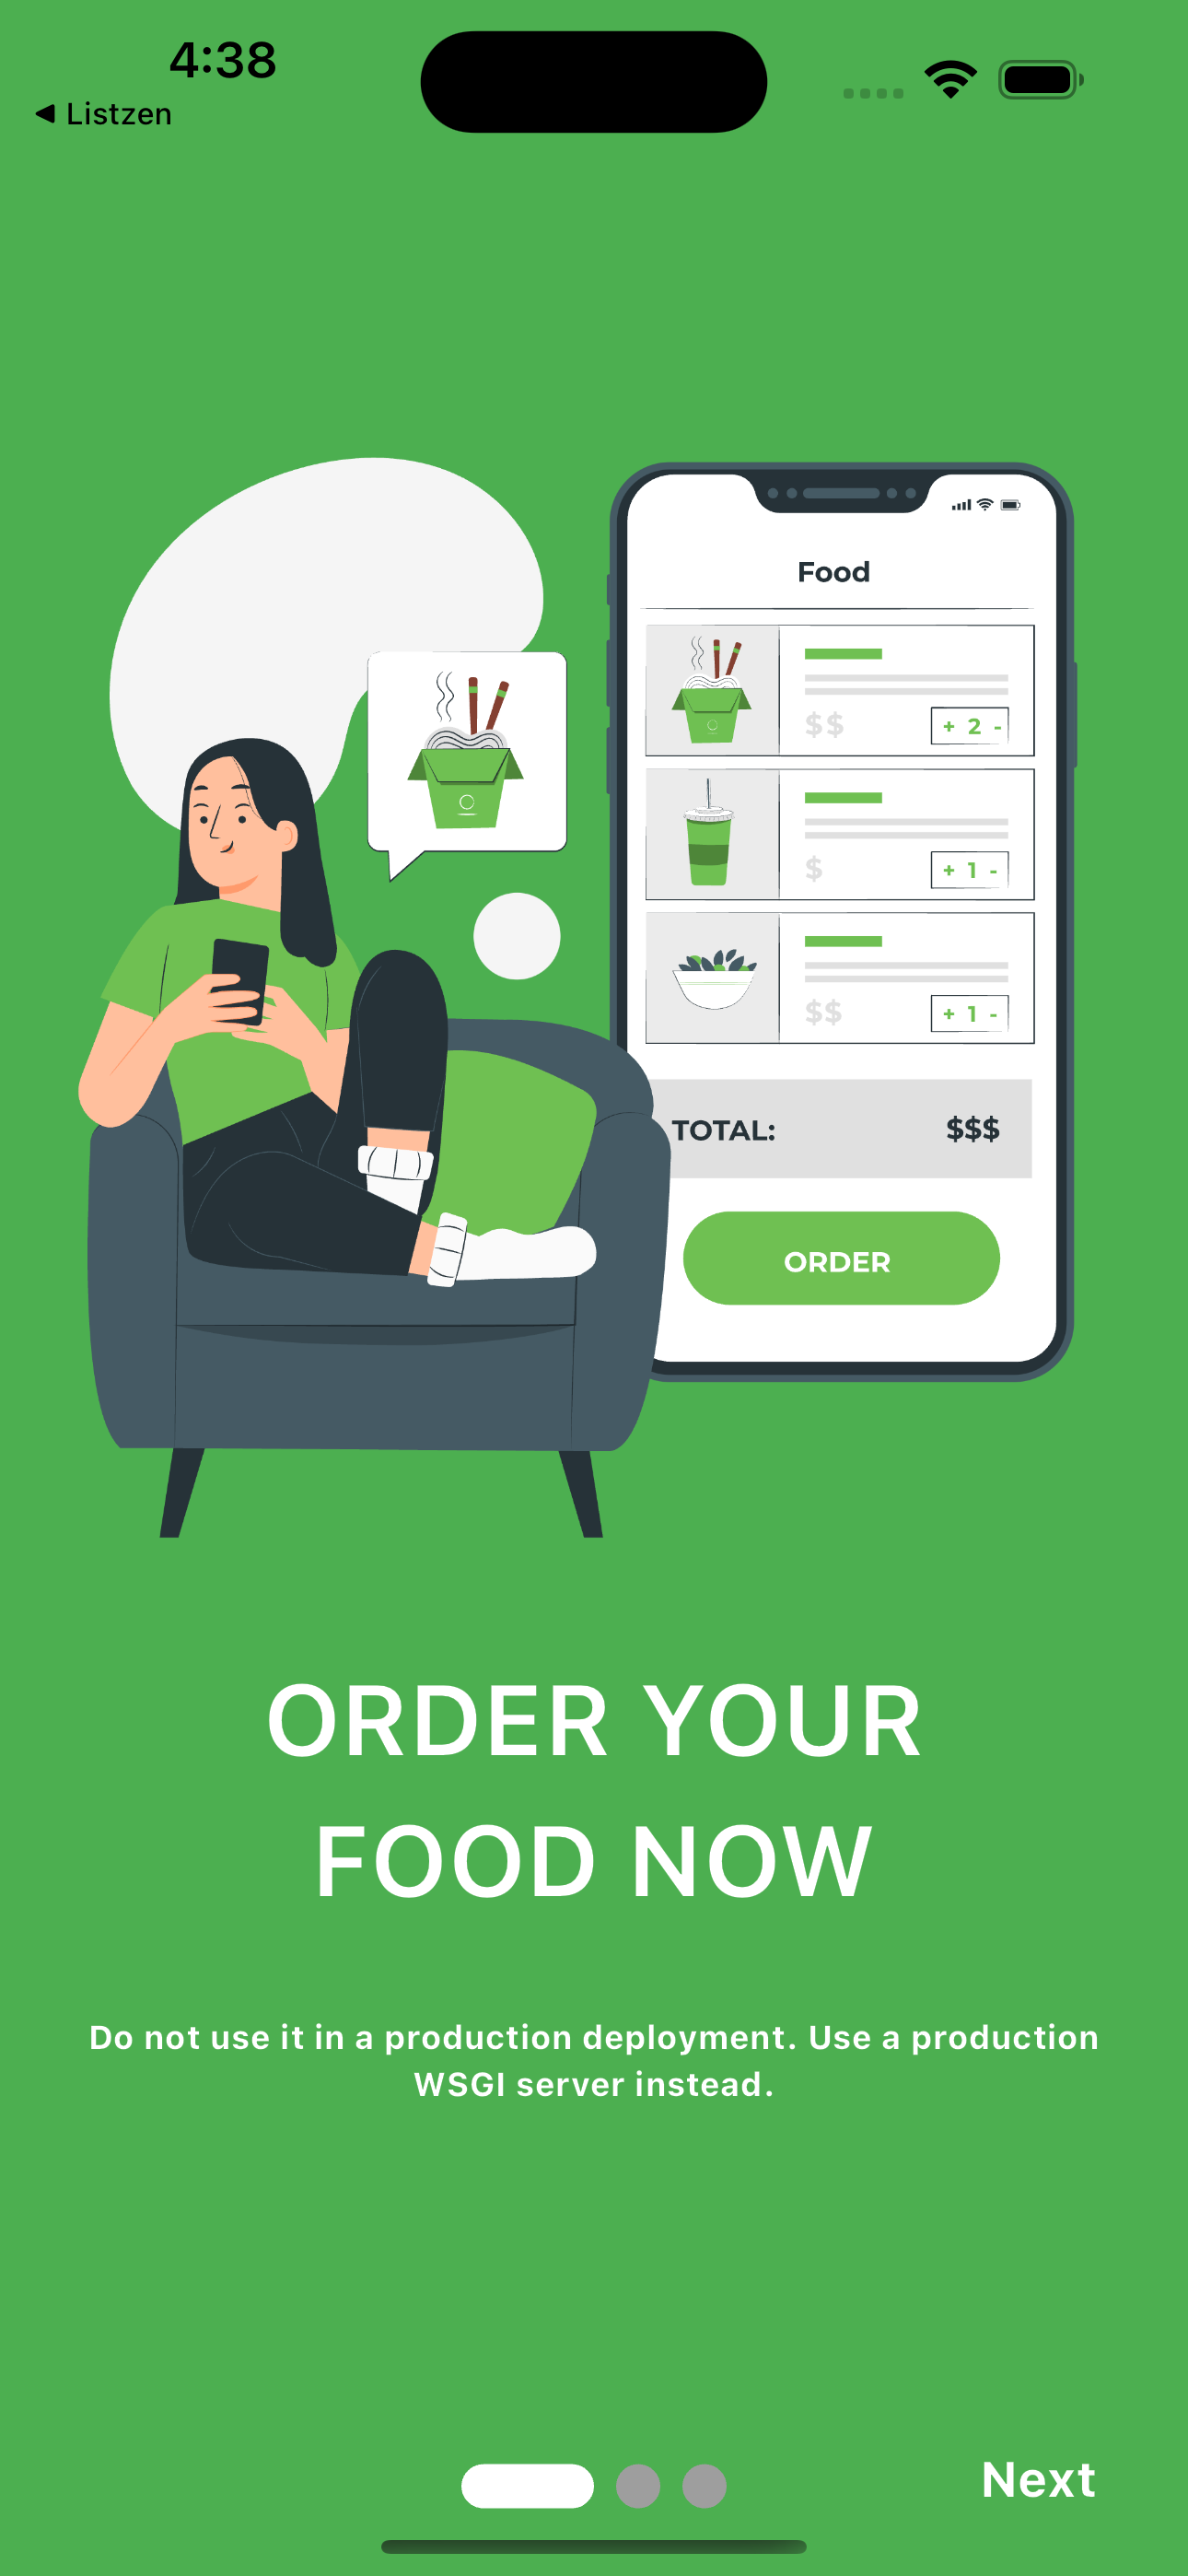 4:38
◀ Listzen
Food
$$
+ 2 -
$
+ 1 -
$$
+ 1 -
TOTAL: $$$
ORDER
ORDER YOUR
FOOD NOW
Do not use it in a production deployment. Use a production
WSGI server instead.
Next